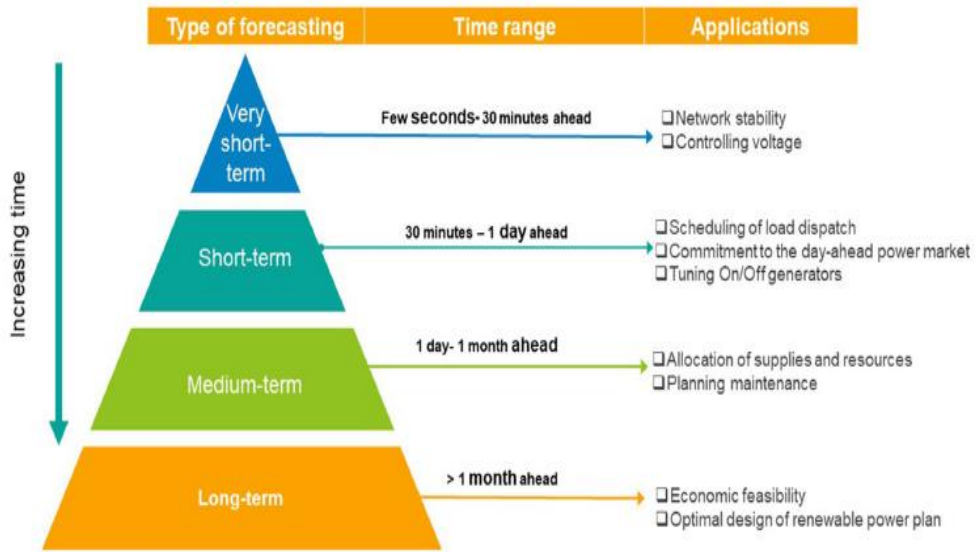 Type of forecasting Time range Applications
Increasing time
Very
short-
term
Few seconds- 30 minutes ahead
❑Network stability
❑Controlling voltage
Short-term
30 minutes – 1 day ahead
❑Scheduling of load dispatch
❑Commitment to the day-ahead power market
❑Tuning On/Off generators
Medium-term
1 day- 1 month ahead
❑Allocation of supplies and resources
❑Planning maintenance
Long-term
> 1 month ahead
❑Economic feasibility
❑Optimal design of renewable power plan